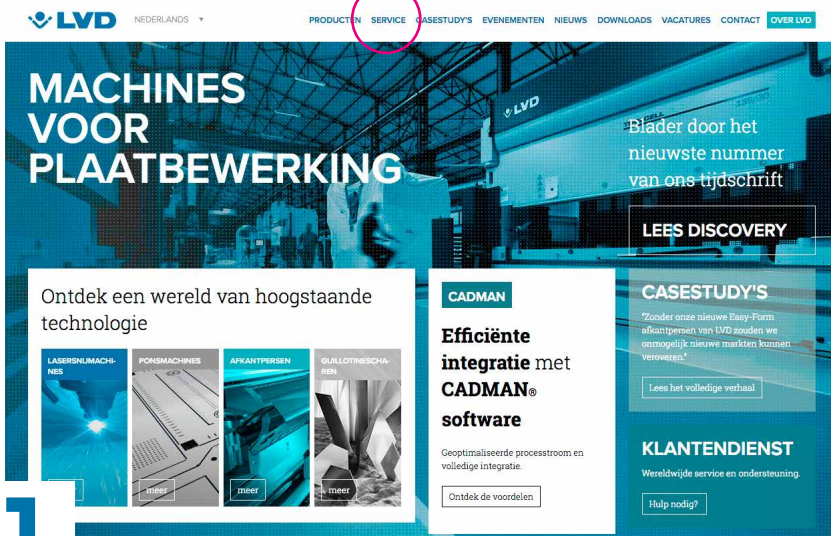 LVD
NEDERLANDS
PRODUCTEN SERVICE CASESTUDY'S EVENEMENTEN NIEUWS DOWNLOADS VACATURES CONTACT OVER LVD
MACHINES
VOOR
PLAATBEWERKING
LVD
135/30
Blader door het
nieuwste nummer
van ons tijdschrift
LEES DISCOVERY
Ontdek een wereld van hoogstaande
technologie
LASERSNIJMACHI-
NES
PONSMACHINES
AFKANTPERSEN
GUILLOTINESCHA-
REN
meer
meer
meer
CADMAN
Efficiënte
integratie met
CADMAN®
software
Geoptimaliseerde processtroom en
volledige integratie.
Ontdek de voordelen
CASESTUDY'S
"Zonder onze nieuwe Easy-Form
afkantpersen van LVD zouden we
onmogelijk nieuwe markten kunnen
veroveren."
Lees het volledige verhaal
KLANTENDIENST
Wereldwijde service en ondersteuning.
Hulp nodig?
1